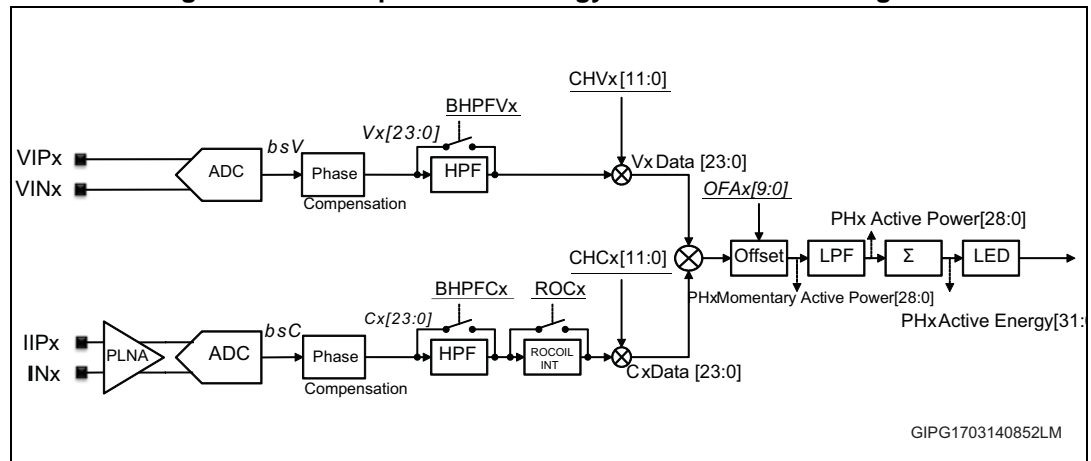 CHVx[11:0]
BHPFVx
bsV
Vx[23:0]
VIPx
VINx
ADC
Phase
Compensation
HPF
VxData [23:0]
OFAx[9:0]
PHx Active Power[28:0]
CHCx[11:0]
Offset
LPF
Σ
LED
BHPFCx
ROCx
PHxMomentary Active Power[28:0]
bsC
Cx[23:0]
PHxActive Energy[31:
IIPx
INx
PLNA
ADC
Phase
Compensation
HPF
ROCOIL
INT
CxData [23:0]
GIPG1703140852LM